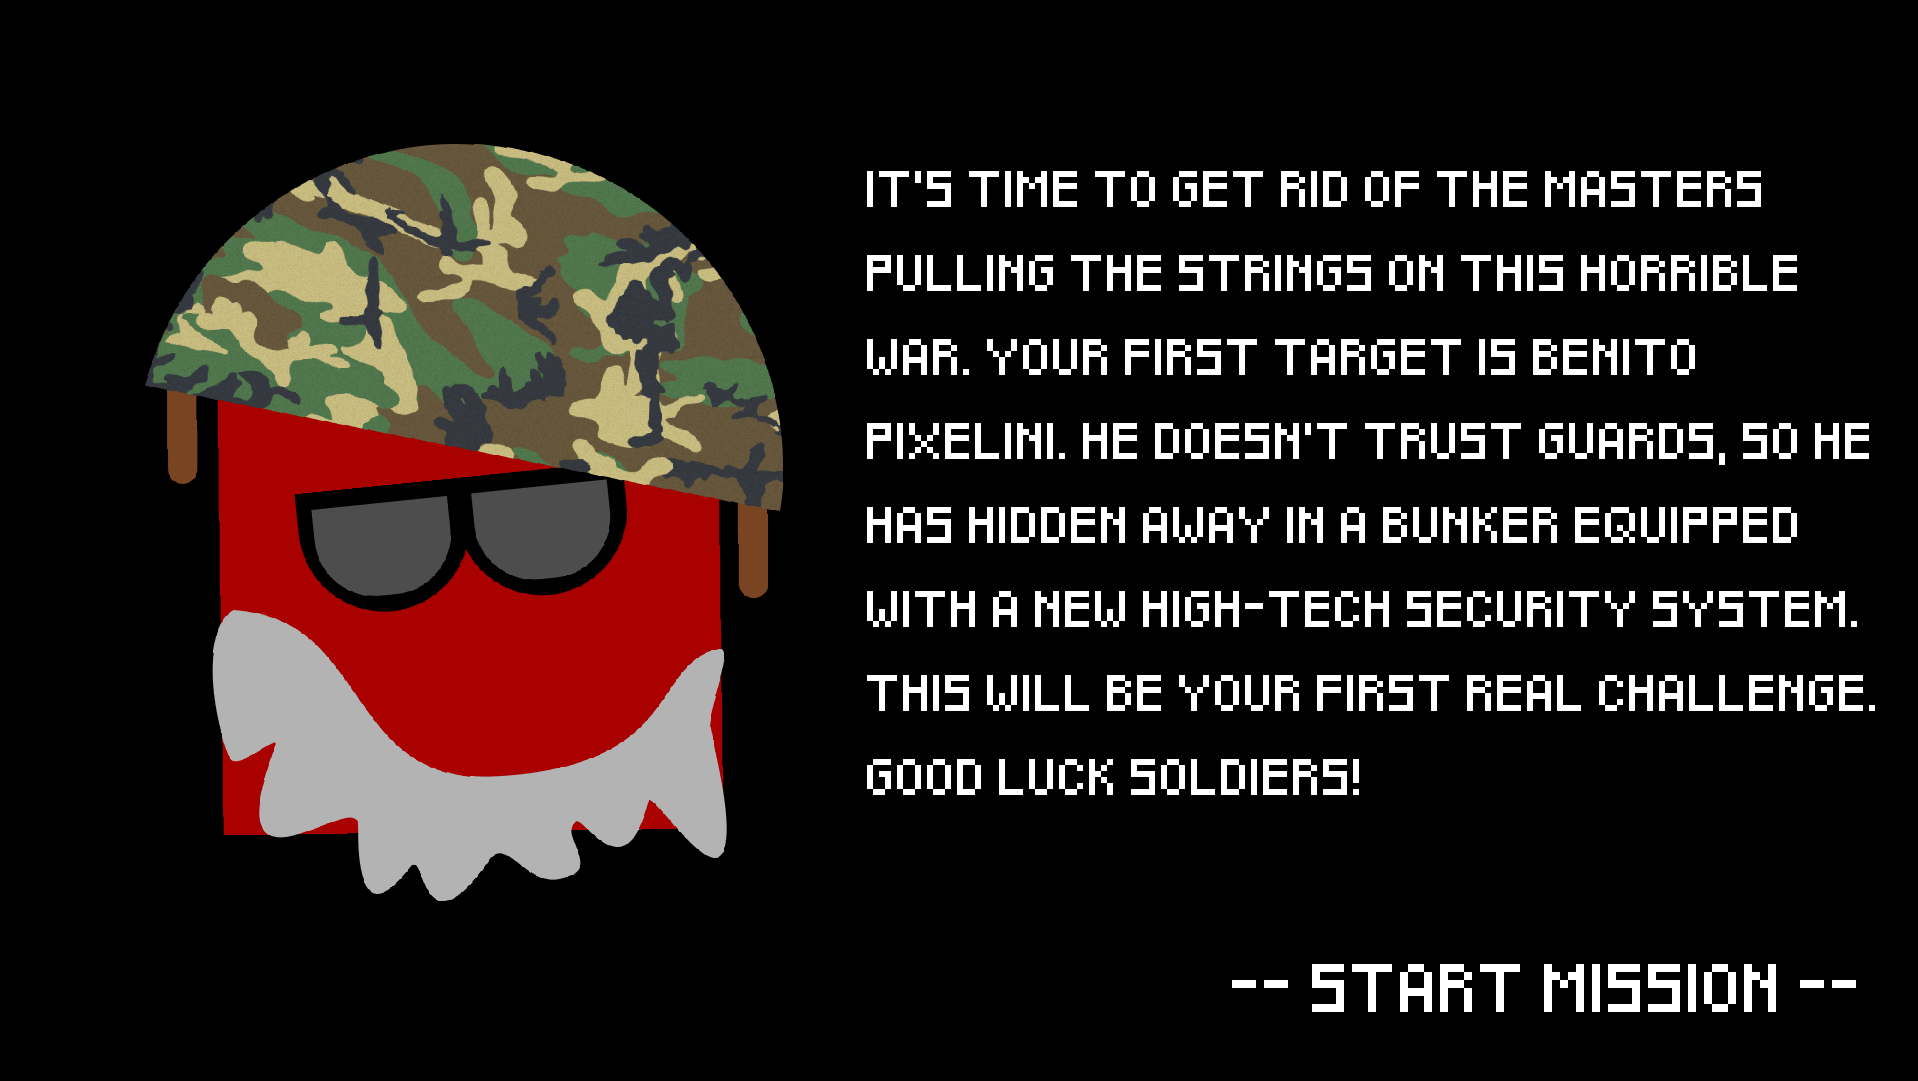 IT'S TIME TO GET RID OF THE MASTERS
PULLING THE STRINGS ON THIS HORRIBLE
WAR. YOUR FIRST TARGET IS BENITO
PIXELINI. HE DOESN'T TRUST GUARDS, SO HE
HAS HIDDEN AWAY IN A BUNKER EQUIPPED
WITH A NEW HIGH-TECH SECURITY SYSTEM.
THIS WILL BE YOUR FIRST REAL CHALLENGE.
GOOD LUCK SOLDIERS!
-- START MISSION --